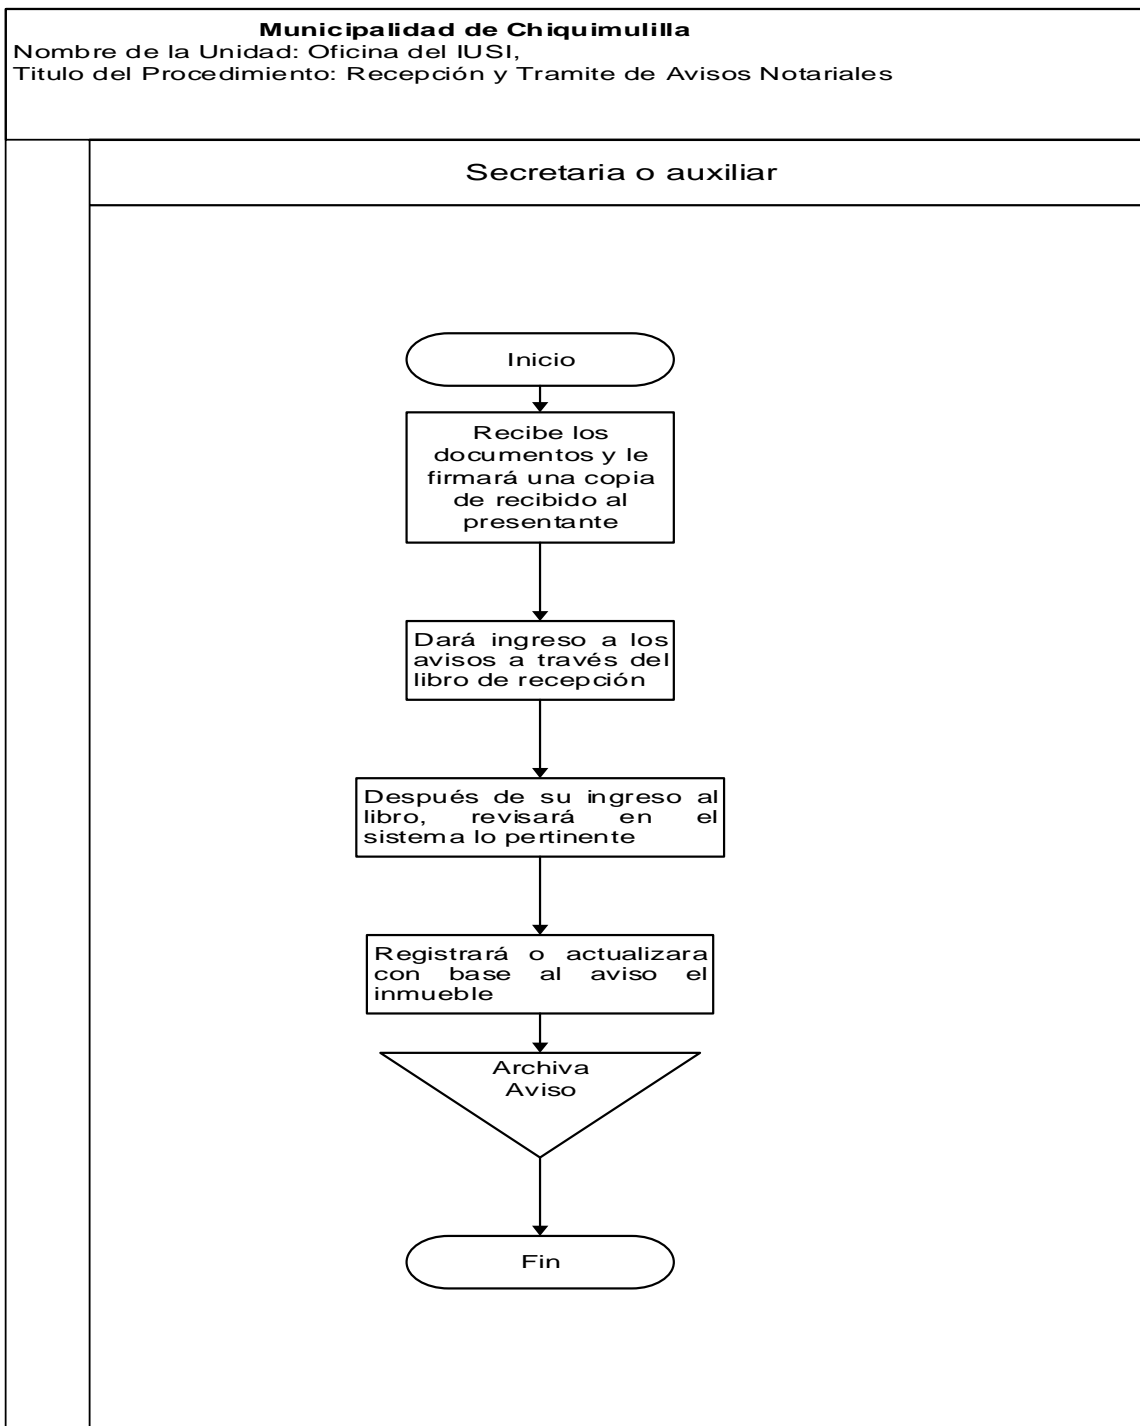 Municipalidad de Chiquimulilla
Nombre de la Unidad: Oficina del IUSI,
Titulo del Procedimiento: Recepción y Tramite de Avisos Notariales
Secretaria o auxiliar
Inicio
Recibe los
documentos y le
firmará una copia
de recibido al
presentante
Dará ingreso a los
avisos a través del
libro de recepción
Después de su ingreso al
libro, revisará en el
sistema lo pertinente
Registrará o actualizara
con base al aviso el
inmueble
Archiva
Aviso
Fin